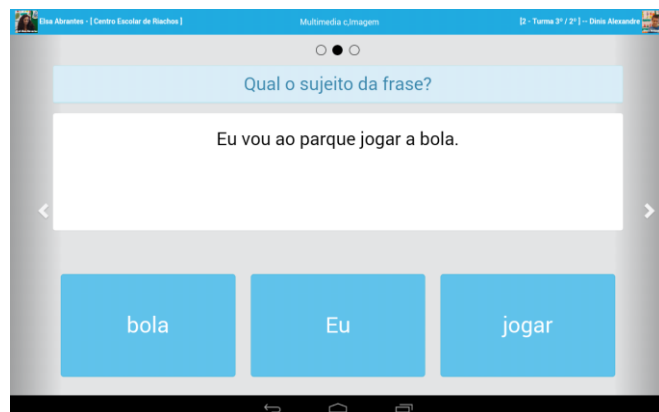 Elsa Abrantes - [ Centro Escolar de Riachos ]
Multimedia c,Imagem
[2 - Turma 3º / 2º ] -- Dinis Alexandre
Qual o sujeito da frase?
Eu vou ao parque jogar a bola.
bola
Eu
jogar